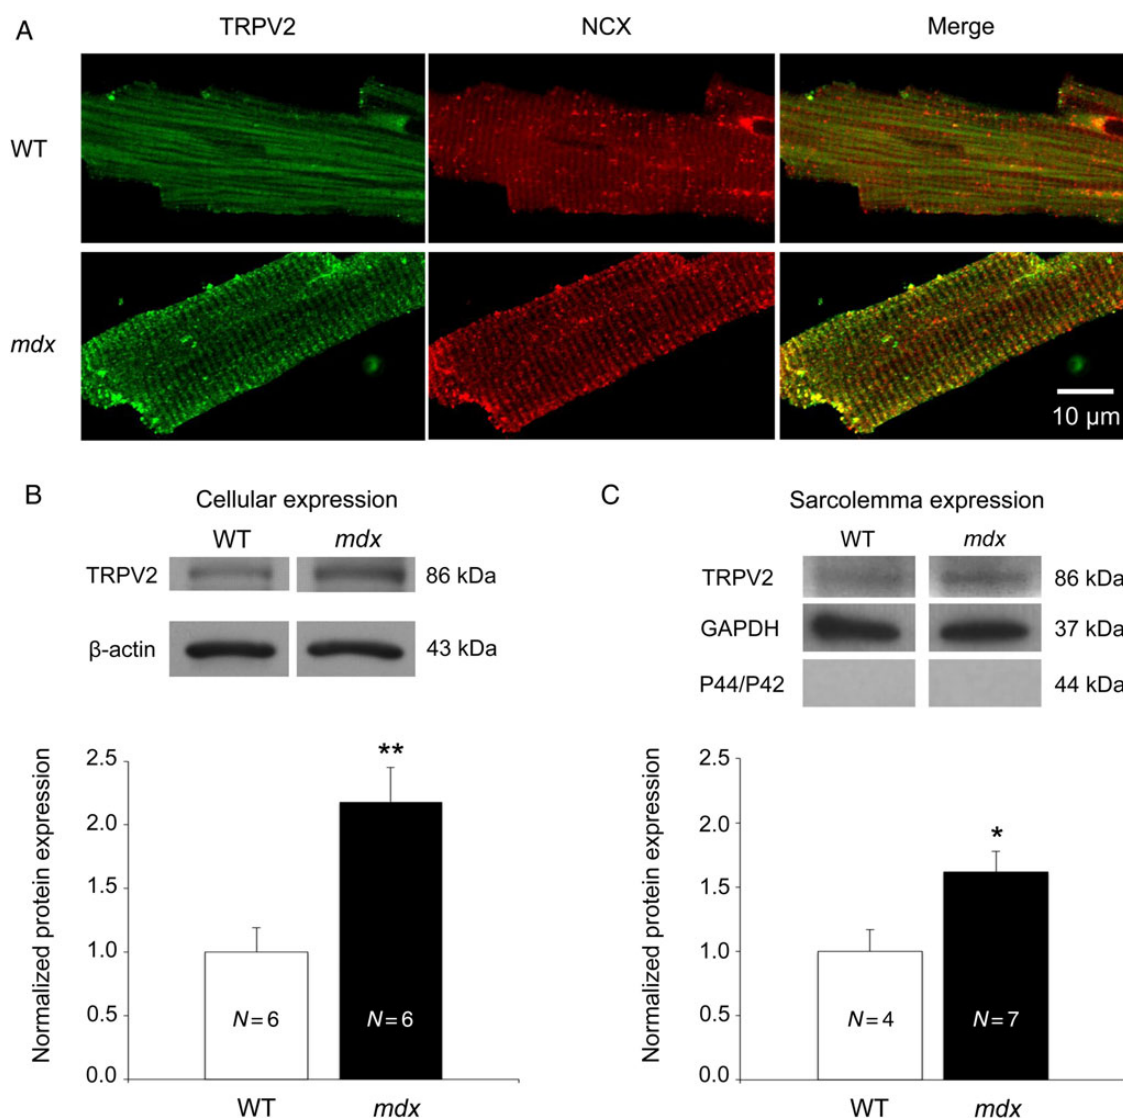 A
TRPV2 NCX Merge
WT
mdx
10 µm
B
Cellular expression
WT mdx
TRPV2 86 kDa
β-actin 43 kDa
Normalized protein expression
2.5
2.0
1.5
1.0
0.5
0.0
**
N=6 N=6
WT mdx
C
Sarcolemma expression
WT mdx
TRPV2 86 kDa
GAPDH 37 kDa
P44/P42 44 kDa
Normalized protein expression
2.5
2.0
1.5
1.0
0.5
0.0
*
N=4 N=7
WT mdx